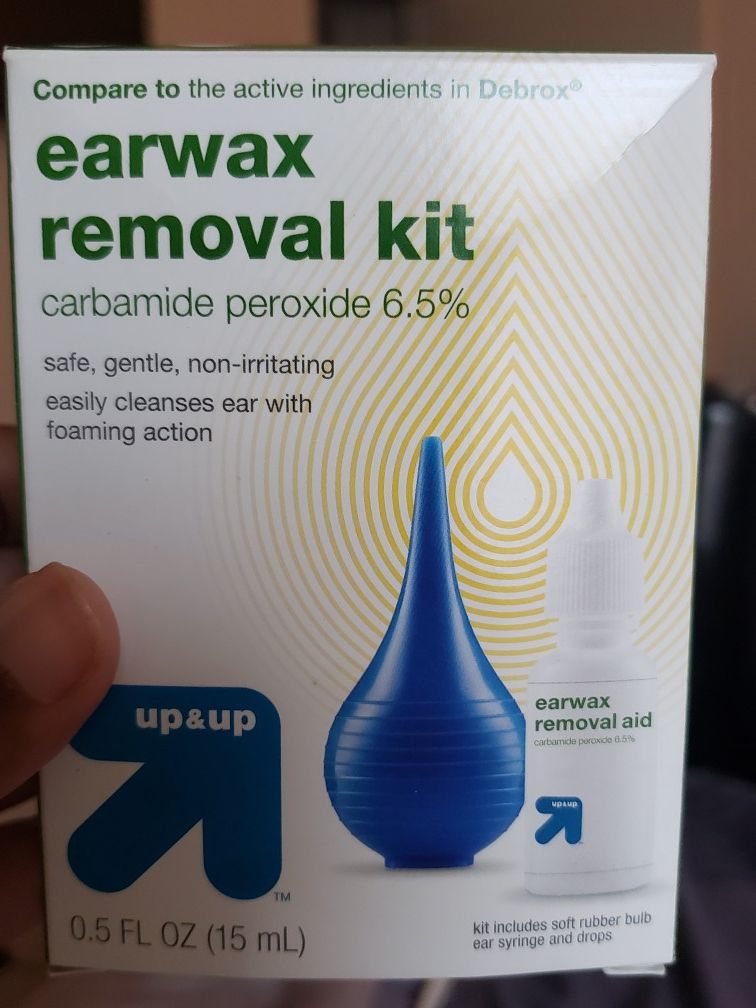 Compare to the active ingredients in Debrox®
earwax
removal kit
carbamide peroxide 6.5%
safe, gentle, non-irritating
easily cleanses ear with
foaming action
up&up
TM
earwax
removal aid
carbamide peroxide 6.5%
up&up
0.5 FL OZ (15 mL)
kit includes soft rubber bulb
ear syringe and drops